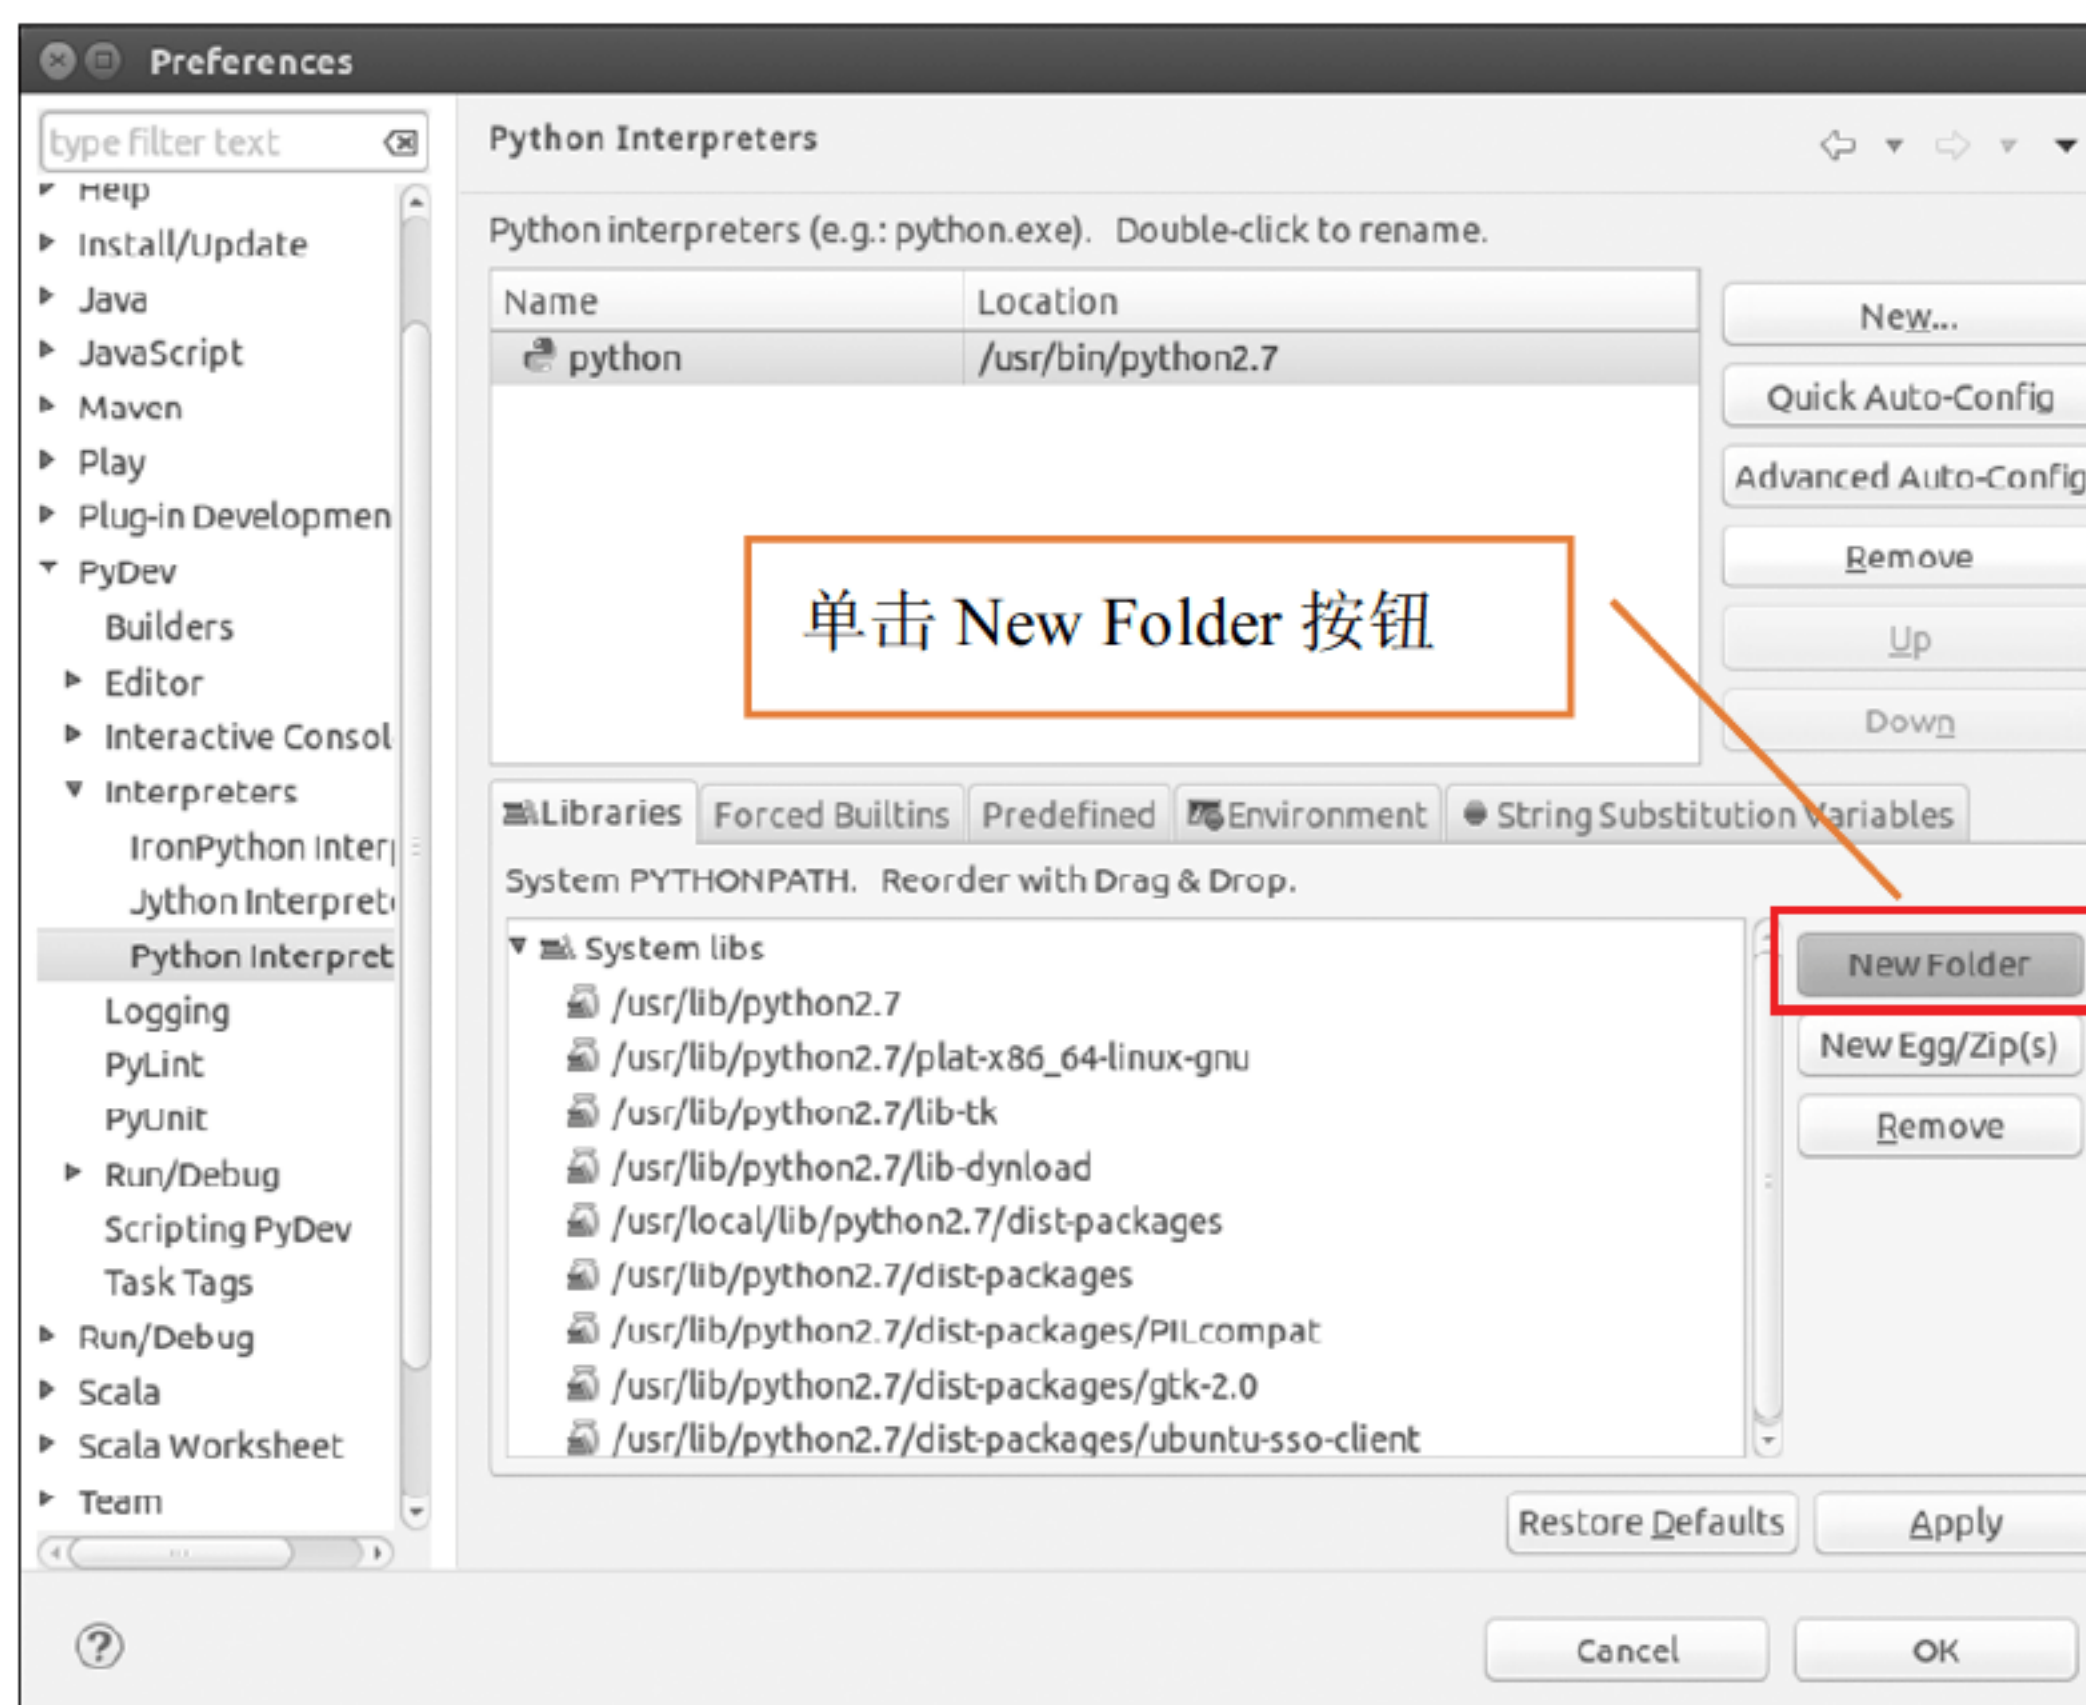 Preferences
type filter text
Help
Install/Update
Java
JavaScript
Maven
Play
Plug-in Developmen
PyDev
Builders
Editor
Interactive Consol
Interpreters
IronPython Inter
Jython Interpret
Python Interpret
Logging
PyLint
PyUnit
Run/Debug
Scripting PyDev
Task Tags
Run/Debug
Scala
Scala Worksheet
Team
Python Interpreters
Python interpreters (e.g.: python.exe). Double-click to rename.
Name Location
python /usr/bin/python2.7
New...
Quick Auto-Config
Advanced Auto-Config
Remove
Up
Down
单击 New Folder 按钮
Libraries Forced Builtins Predefined Environment String Substitution Variables
System PYTHONPATH. Reorder with Drag & Drop.
System libs
/usr/lib/python2.7
/usr/lib/python2.7/plat-x86_64-linux-gnu
/usr/lib/python2.7/lib-tk
/usr/lib/python2.7/lib-dynload
/usr/local/lib/python2.7/dist-packages
/usr/lib/python2.7/dist-packages
/usr/lib/python2.7/dist-packages/PILcompat
/usr/lib/python2.7/dist-packages/gtk-2.0
/usr/lib/python2.7/dist-packages/ubuntu-sso-client
New Folder
New Egg/Zip(s)
Remove
Restore Defaults Apply
Cancel OK